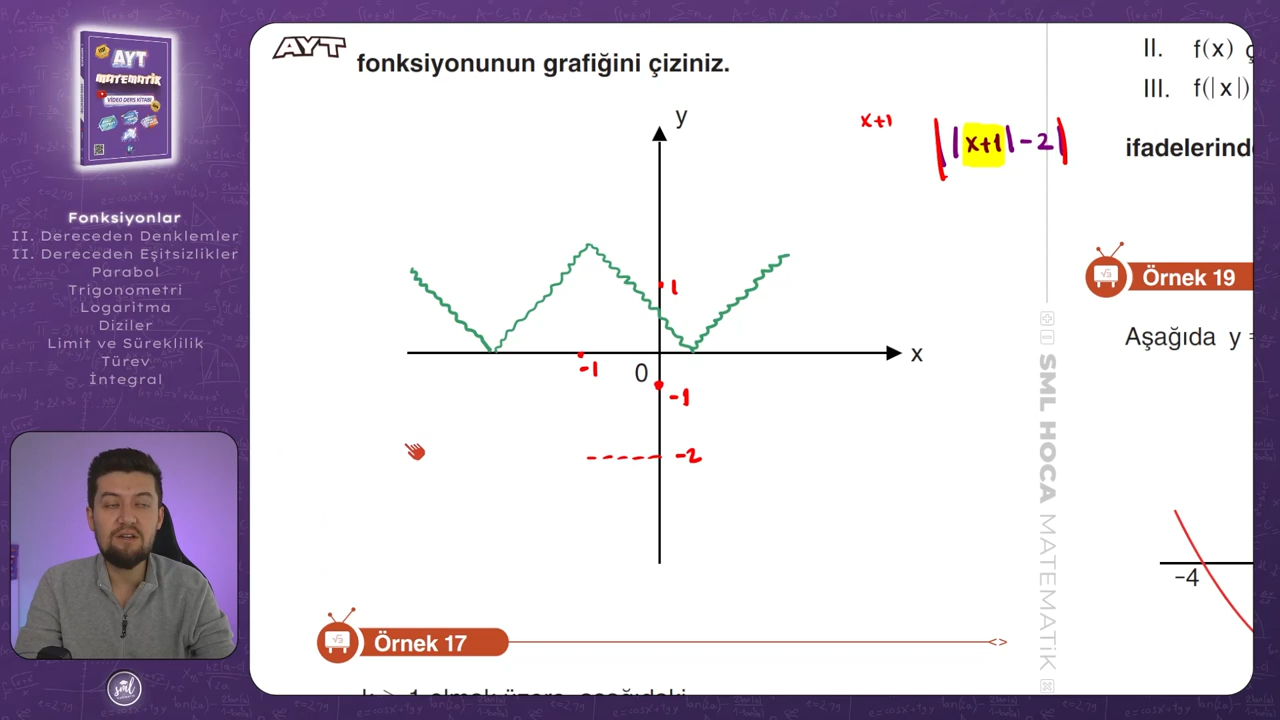 AYT
MATEMATİK
VİDEO DERS KİTABI
Fonksiyonlar
II. Dereceden Denklemler
II. Dereceden Eşitsizlikler
Parabol
Trigonometri
Logaritma
Diziler
Limit ve Süreklilik
Türev
İntegral
sml
AYT
fonksiyonunun grafiğini çiziniz.
y
x+1
||x+1|-2|
1
x
0
-1
-1
-2
Örnek 17
SML HOCA MATEMATİK
II. f(x)
III. f(|x|)
ifadelerind
Örnek 19
Aşağıda y =
-4